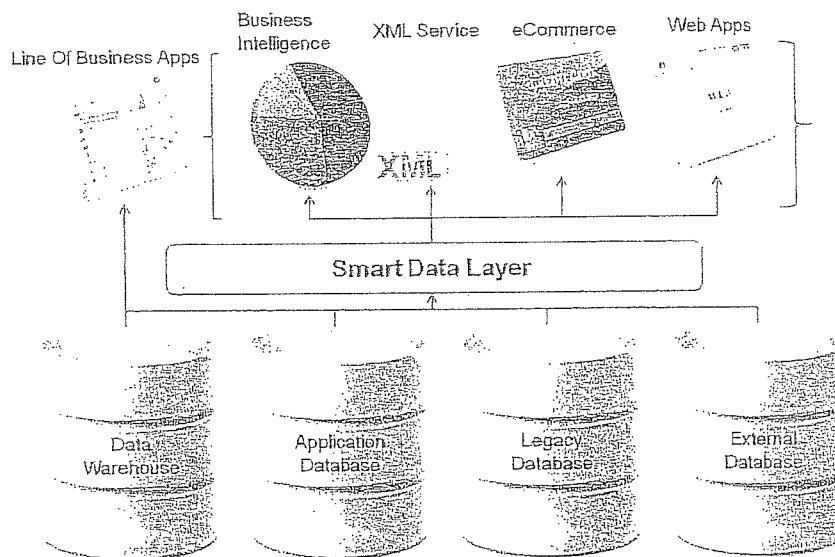 Line Of Business Apps
Business
Intelligence
XML Service
eCommerce
Web Apps
XML
Smart Data Layer
Data
Warehouse
Application
Database
Legacy
Database
External
Database